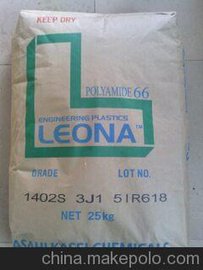 KEEP DRY
POLYAMIDE 66
ENGINEERING PLASTICS
LEONA™
GRADE LOT NO.
1402S 3J1 5IR618
NET 25kg
ASAHI KASEI CHEMICALS
china.makepolo.com